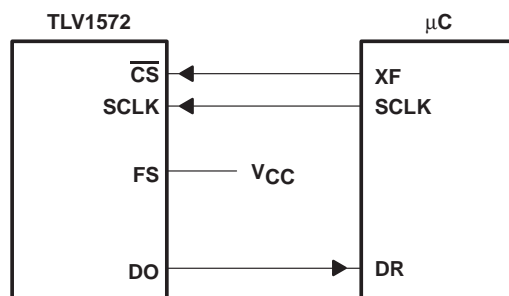 TLV1572
μC
CS
XF
SCLK
SCLK
FS
VCC
DO
DR